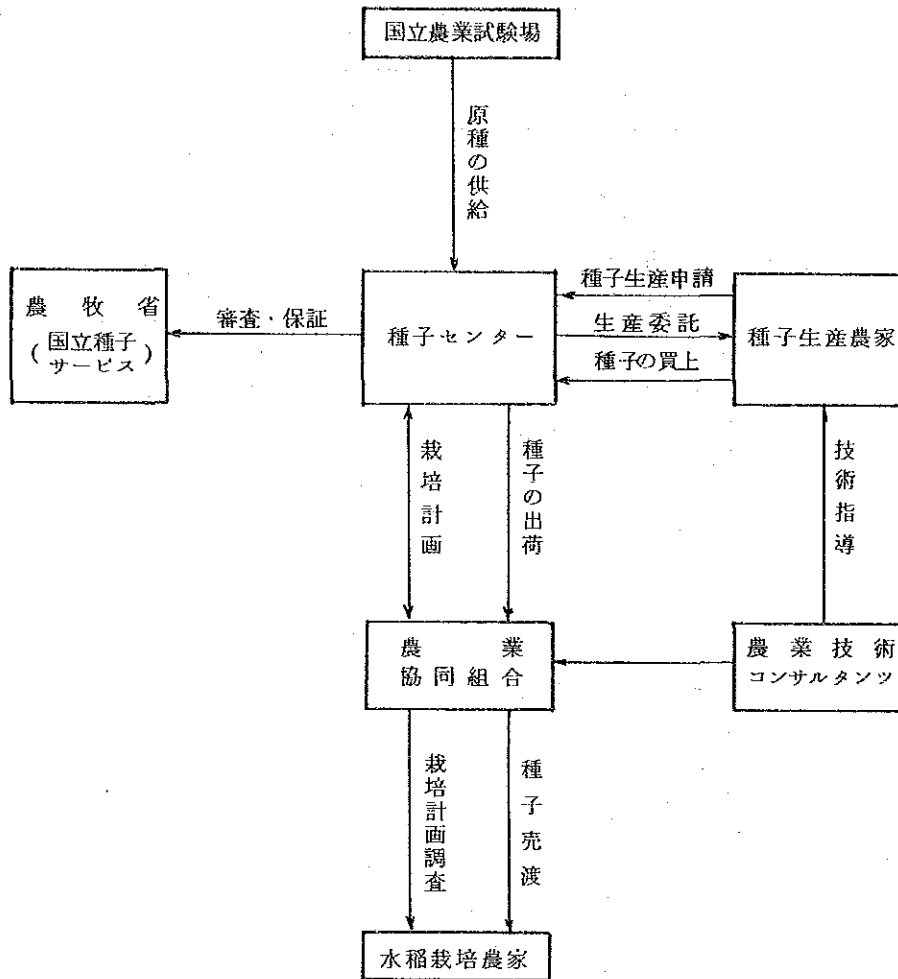 国立農業試験場
原種の供給
農牧省
(国立種子
サービス)
審査・保証
種子センター
種子生産申請
生産委託
種子の買上
種子生産農家
栽培計画
種子の出荷
技術指導
農業
協同組合
農業技術
コンサルタンツ
栽培計画調査
種子売渡
水稲栽培農家